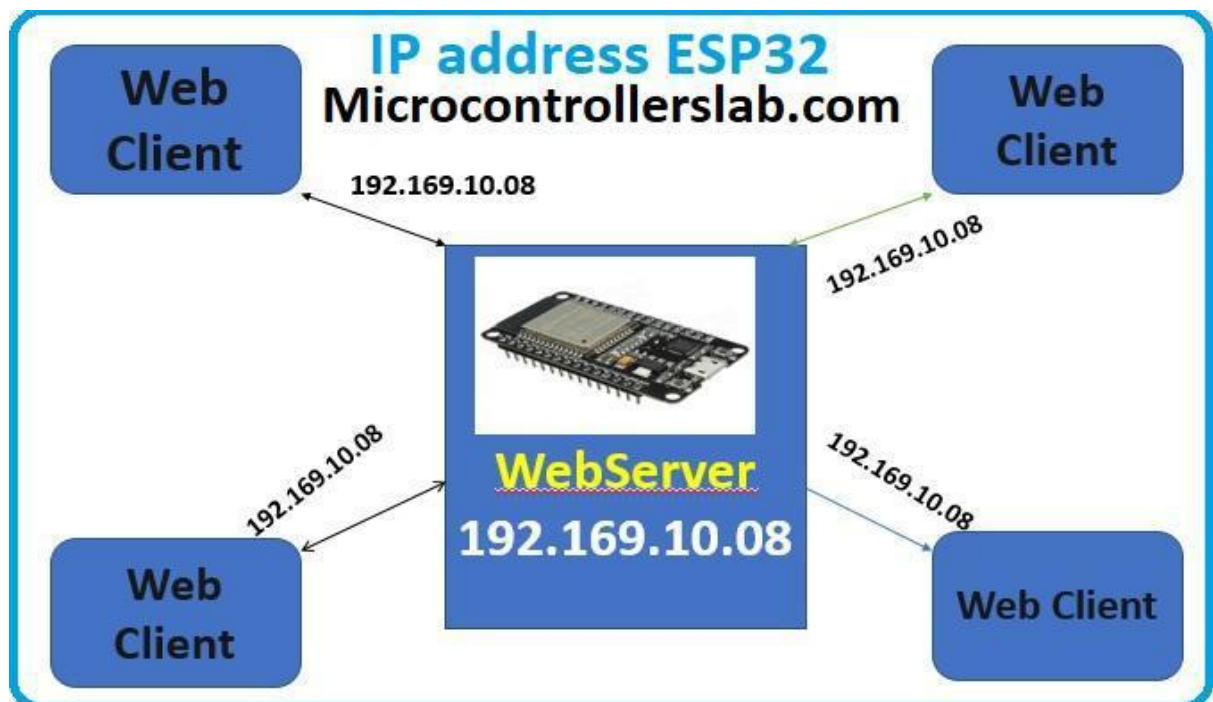 IP address ESP32
Microcontrollerslab.com
Web
Client
Web
Client
192.169.10.08
192.169.10.08
WebServer
192.169.10.08
192.169.10.08
192.169.10.08
Web
Client
Web Client